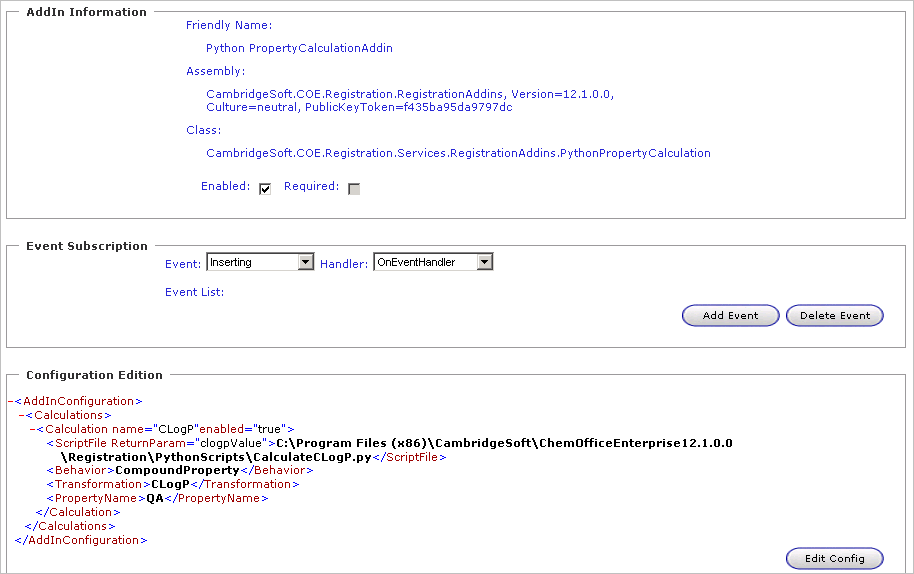 AddIn Information
Friendly Name:
Python PropertyCalculationAddin
Assembly:
CambridgeSoft.COE.Registration.RegistrationAddins, Version=12.1.0.0,
Culture=neutral, PublicKeyToken=f435ba95da9797dc
Class:
CambridgeSoft.COE.Registration.Services.RegistrationAddins.PythonPropertyCalculation
Enabled: Required:
Event Subscription
Event: Inserting Handler: OnEventHandler
Event List:
Add Event Delete Event
Configuration Edition
-<AddInConfiguration>
-<Calculations>
-<Calculation name="CLogP"enabled="true">
<ScriptFile ReturnParam="clogpValue">C:\Program Files (x86)\CambridgeSoft\ChemOfficeEnterprise12.1.0.0
\Registration\PythonScripts\CalculateCLogP.py</ScriptFile>
<Behavior>CompoundProperty</Behavior>
<Transformation>CLogP</Transformation>
<PropertyName>QA</PropertyName>
</Calculation>
</Calculations>
</AddInConfiguration>
Edit Config